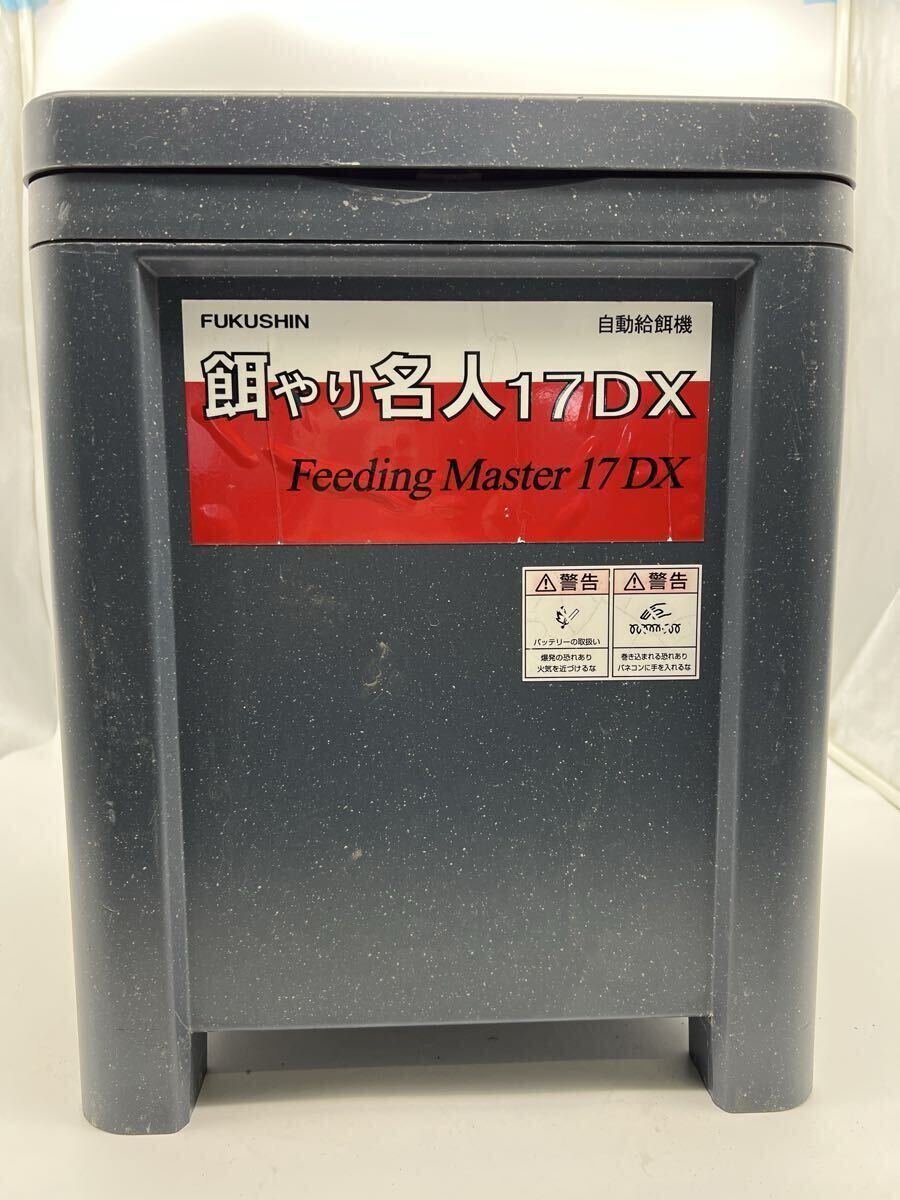 FUKUSHIN 自動給餌機
餌やり名人17DX
Feeding Master 17 DX
⚠警告
バッテリーの取扱い
爆発の恐れあり
火気を近づけるな
⚠警告
巻き込まれる恐れあり
バネコンに手を入れるな